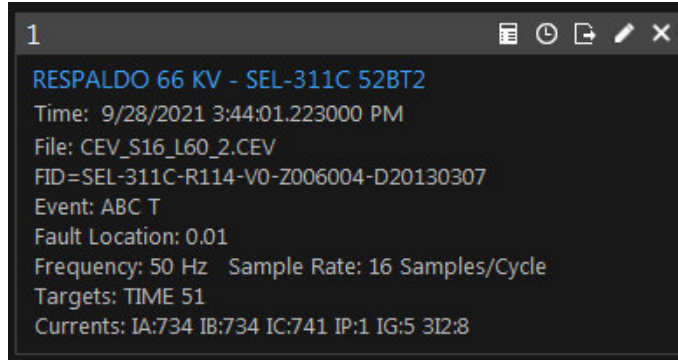 1
RESPALDO 66 KV - SEL-311C 52BT2
Time: 9/28/2021 3:44:01.223000 PM
File: CEV_S16_L60_2.CEV
FID=SEL-311C-R114-V0-Z006004-D20130307
Event: ABC T
Fault Location: 0.01
Frequency: 50 Hz Sample Rate: 16 Samples/Cycle
Targets: TIME 51
Currents: IA:734 IB:734 IC:741 IP:1 IG:5 3I2:8